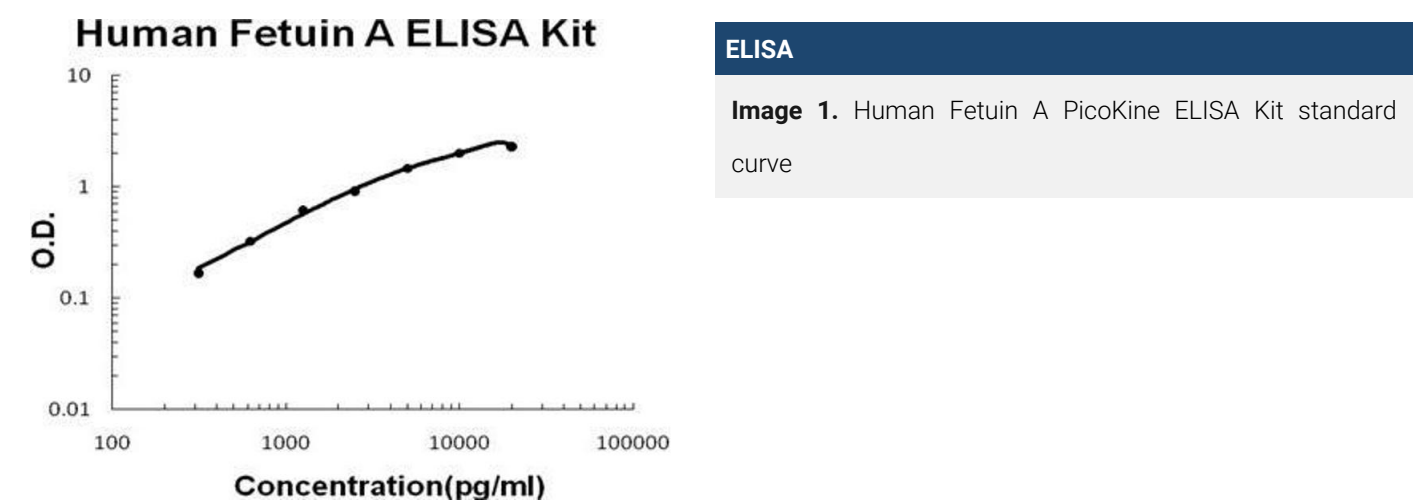 Human Fetuin A ELISA Kit
10
1
0.1
0.01
O.D.
100 1000 10000 100000
Concentration(pg/ml)
ELISA
Image 1. Human Fetuin A PicoKine ELISA Kit standard
curve